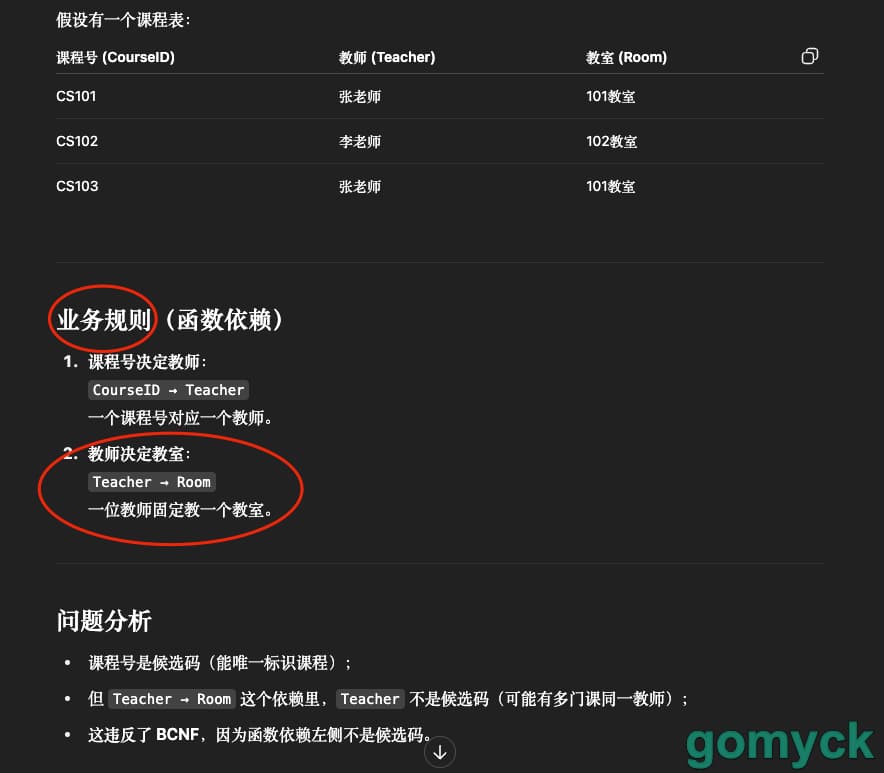 假设有一个课程表：
课程号 (CourseID) 教师 (Teacher) 教室 (Room)
CS101 张老师 101教室
CS102 李老师 102教室
CS103 张老师 101教室
业务规则（函数依赖）
1. 课程号决定教师：
CourseID → Teacher
一个课程号对应一个教师。
2. 教师决定教室：
Teacher → Room
一位教师固定教一个教室。
问题分析
• 课程号是候选码（能唯一标识课程）；
• 但 Teacher → Room 这个依赖里，Teacher 不是候选码（可能有多门课同一教师）；
• 这违反了 BCNF，因为函数依赖左侧不是候选码。
gomyck